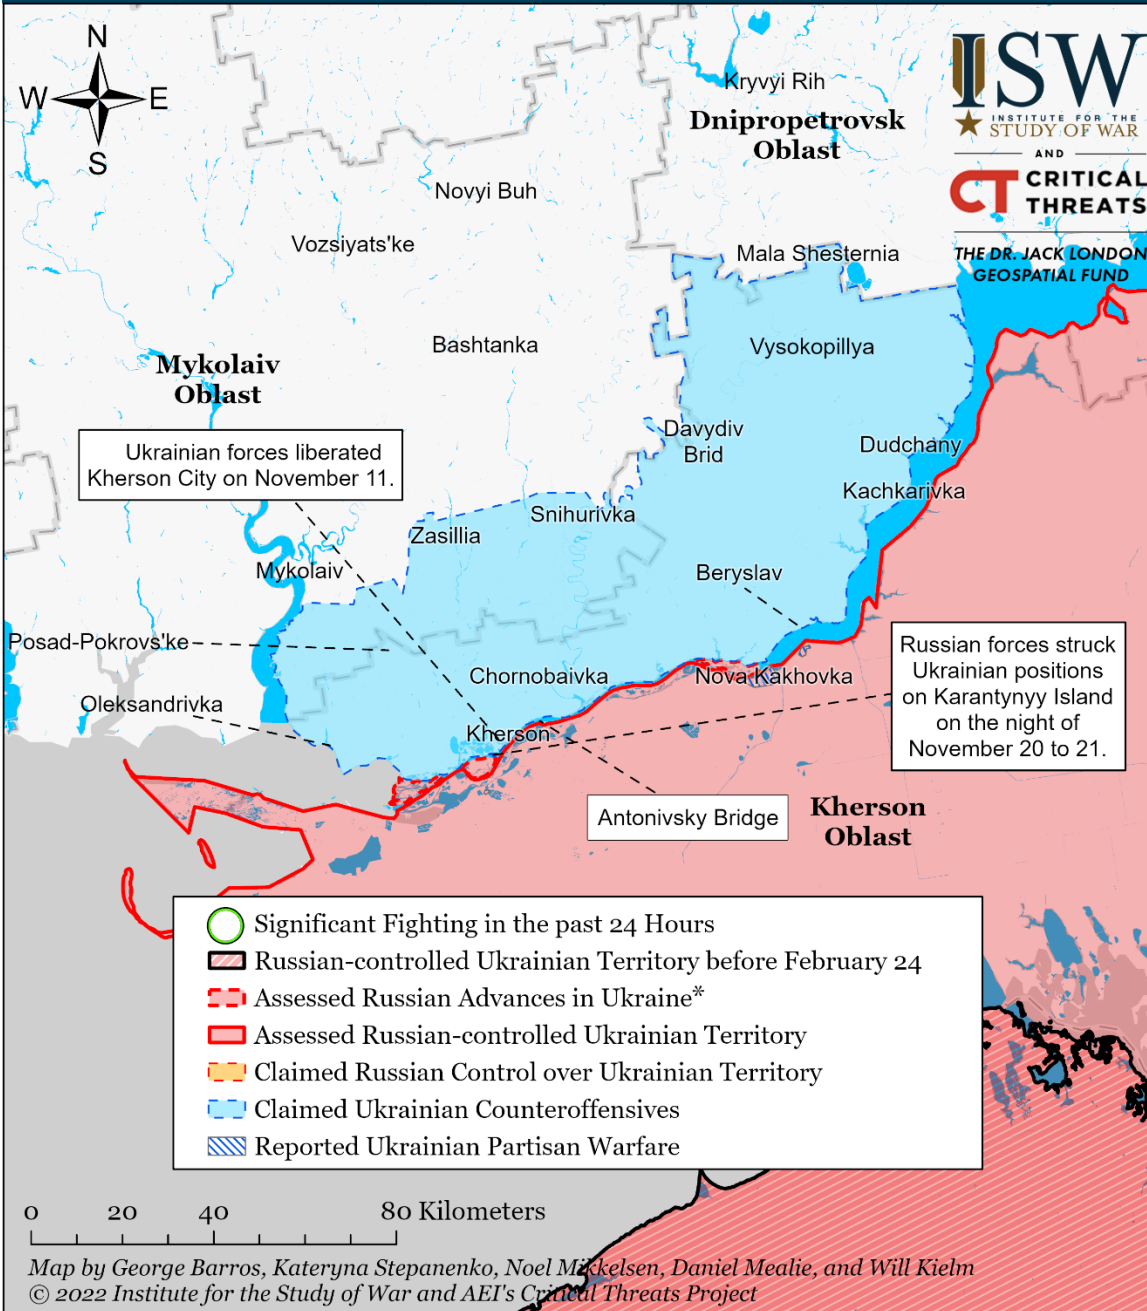 N
W E
S
ISW
INSTITUTE FOR THE
STUDY OF WAR
AND
CT CRITICAL
THREATS
THE DR. JACK LONDON
GEOSPATIAL FUND
Kryvyi Rih
Dnipropetrovsk
Oblast
Novyi Buh
Vozsiyats'ke
Mala Shesternia
Bashtanka
Vysokopillya
Mykolaiv
Oblast
Davydiv
Brid
Dudchany
Ukrainian forces liberated
Kherson City on November 11.
Kachkarivka
Snihurivka
Zasillia
Mykolaiv
Beryslav
Posad-Pokrovs'ke
Russian forces struck
Ukrainian positions
on Karantynyy Island
on the night of
November 20 to 21.
Chornobaivka
Nova Kakhovka
Oleksandrivka
Kherson
Antonivsky Bridge
Kherson
Oblast
Significant Fighting in the past 24 Hours
Russian-controlled Ukrainian Territory before February 24
Assessed Russian Advances in Ukraine*
Assessed Russian-controlled Ukrainian Territory
Claimed Russian Control over Ukrainian Territory
Claimed Ukrainian Counteroffensives
Reported Ukrainian Partisan Warfare
0 20 40 80 Kilometers
Map by George Barros, Kateryna Stepanenko, Noel Mikkelsen, Daniel Mealie, and Will Kielm
© 2022 Institute for the Study of War and AEI's Critical Threats Project